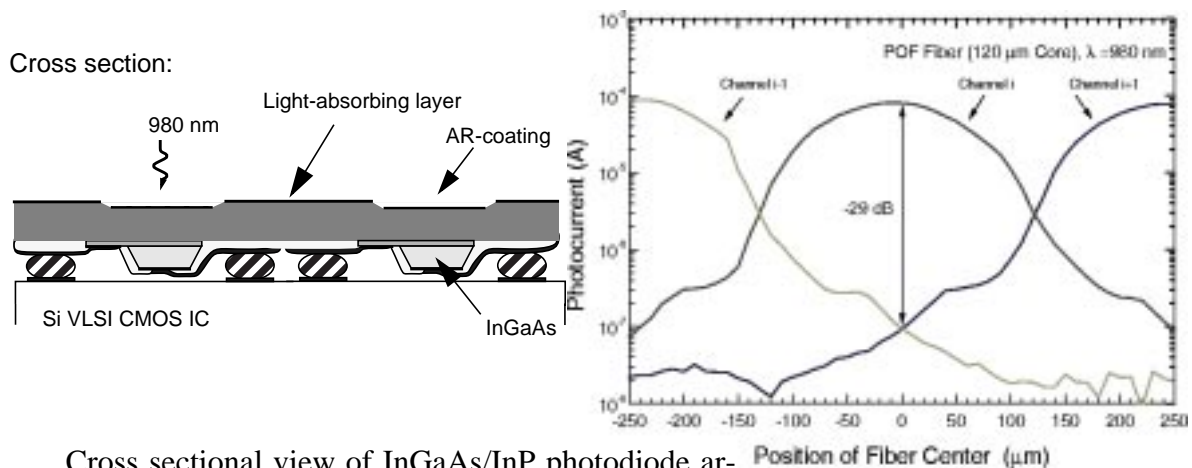 Cross section:
Light-absorbing layer
980 nm
AR-coating
Si VLSI CMOS IC
InGaAs
POF Fiber (120 μm Core), λ =980 nm
Channel i-1
Channel i
Channel i+1
-29 dB
Photocurrent (A)
10⁻³
10⁻⁴
10⁻⁵
10⁻⁶
10⁻⁷
-250 -200 -150 -100 -50 0 50 100 150 200 250
Position of Fiber Center (μm)
Cross sectional view of InGaAs/InP photodiode ar-